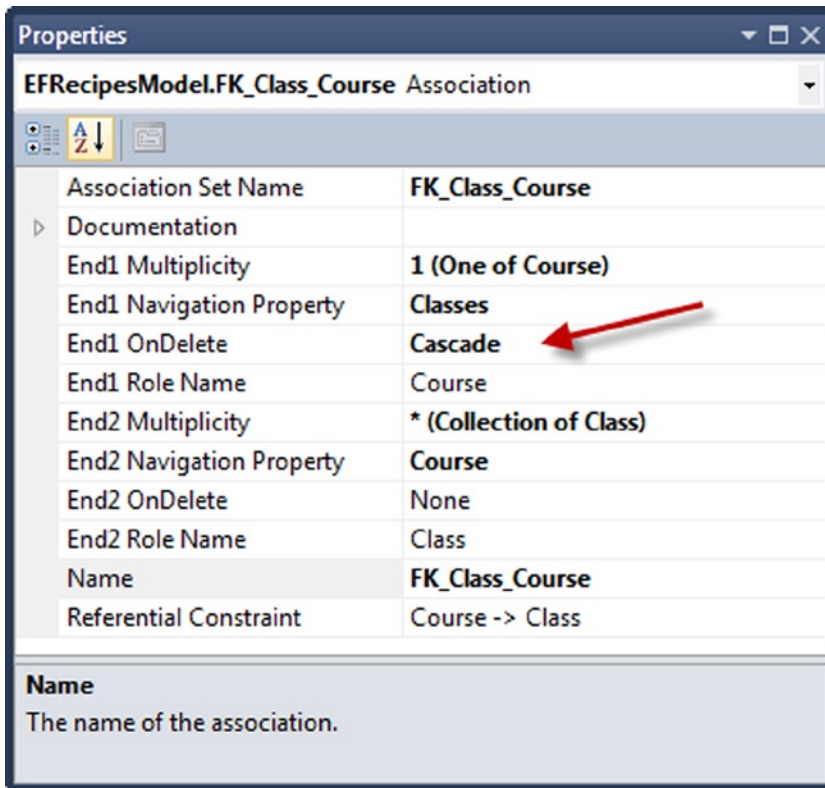 Properties
EFRecipesModel.FK_Class_Course Association
A
Z
Association Set Name FK_Class_Course
Documentation
End1 Multiplicity 1 (One of Course)
End1 Navigation Property Classes
End1 OnDelete Cascade
End1 Role Name Course
End2 Multiplicity * (Collection of Class)
End2 Navigation Property Course
End2 OnDelete None
End2 Role Name Class
Name FK_Class_Course
Referential Constraint Course -> Class
Name
The name of the association.